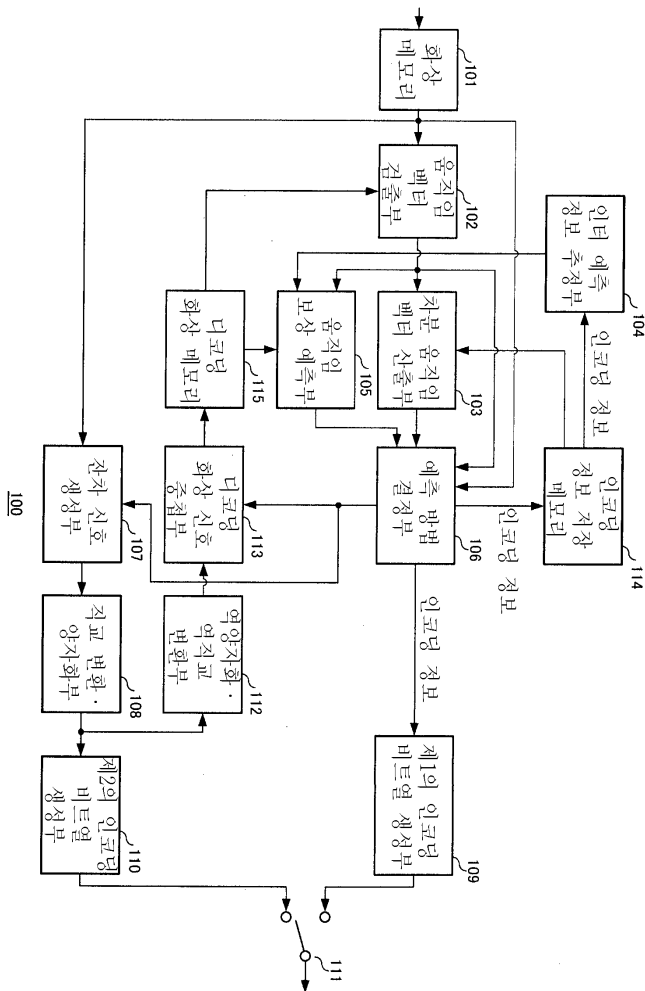 101
화상
메모리
102
움직임
벡터
검출부
104
인터 예측
정보 추정부
인코딩 정보
103
차분 움직임
벡터 산출부
105
움직임
보상 예측부
115
디코딩
화상 메모리
114
인코딩
정보 저장
메모리
인코딩 정보
106
예측 방법
결정부
인코딩 정보
113
디코딩
화상 신호
중첩부
107
잔차 신호
생성부
112
역양자화·
역직교
변환부
108
직교 변환·
양자화부
109
제1의 인코딩
비트열 생성부
110
제2의 인코딩
비트열
생성부
111
100